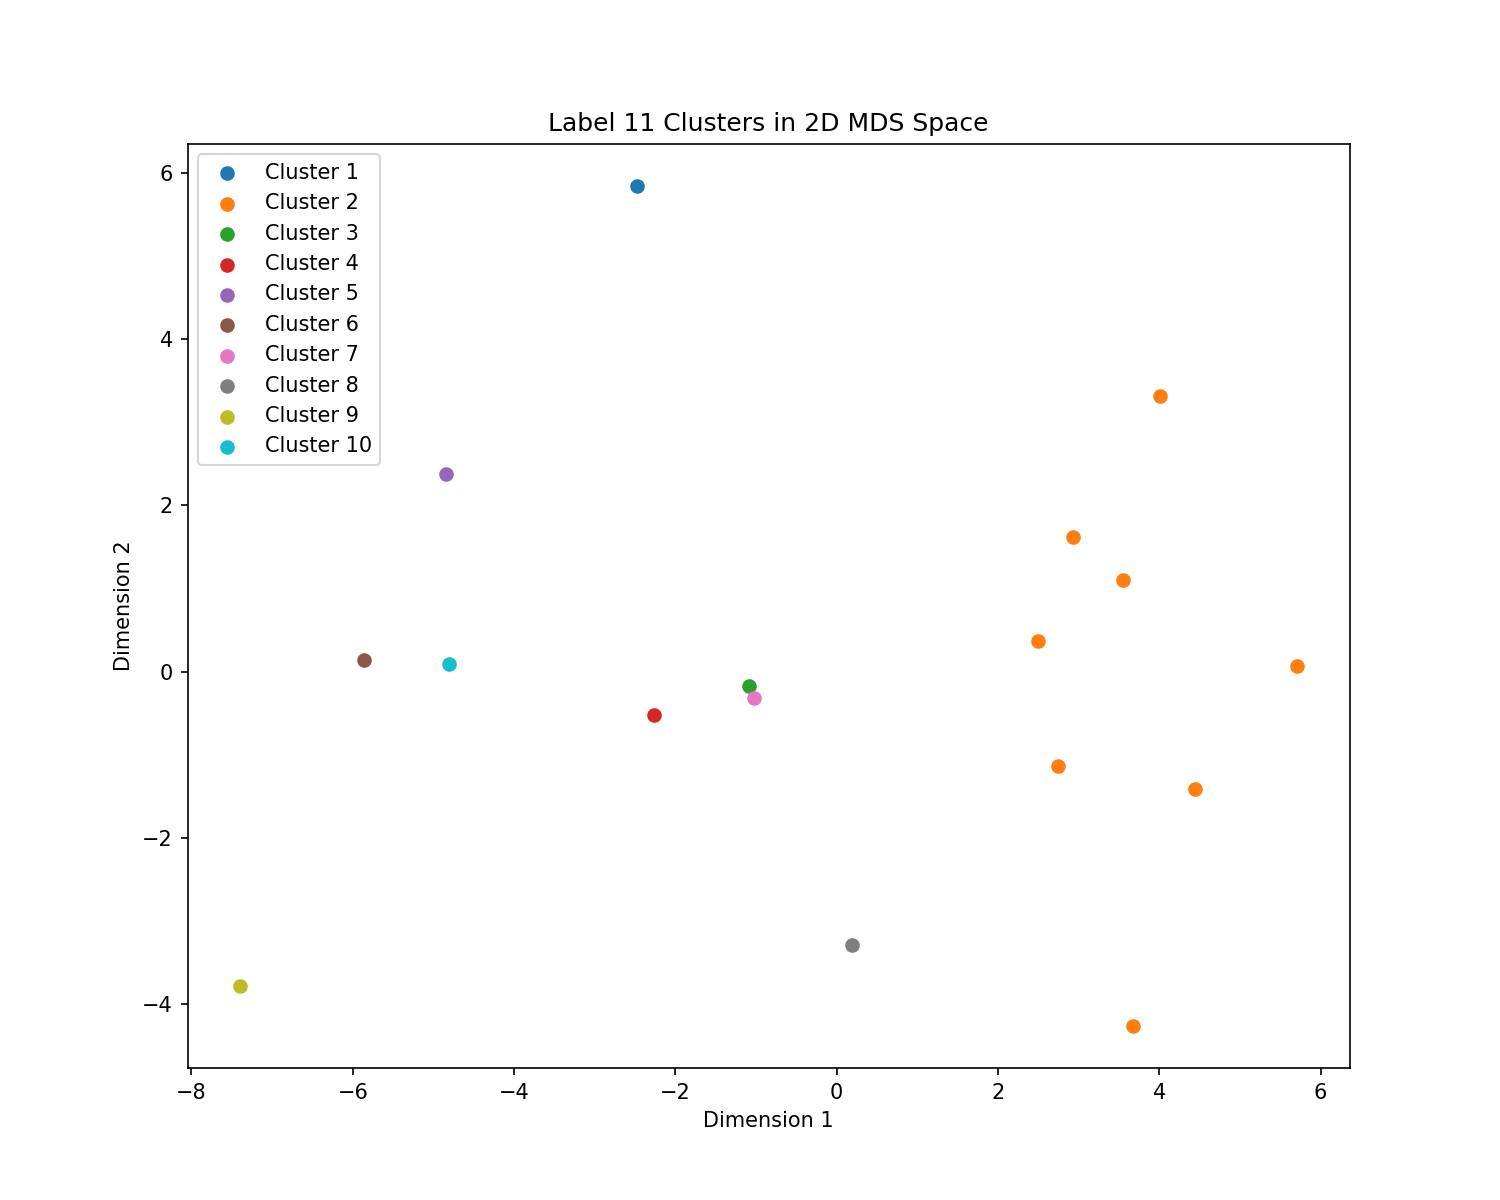 Label 11 Clusters in 2D MDS Space
Cluster 1
Cluster 2
Cluster 3
Cluster 4
Cluster 5
Cluster 6
Cluster 7
Cluster 8
Cluster 9
Cluster 10
6
4
2
0
−2
−4
Dimension 2
−8
−6
−4
−2
0
2
4
6
Dimension 1